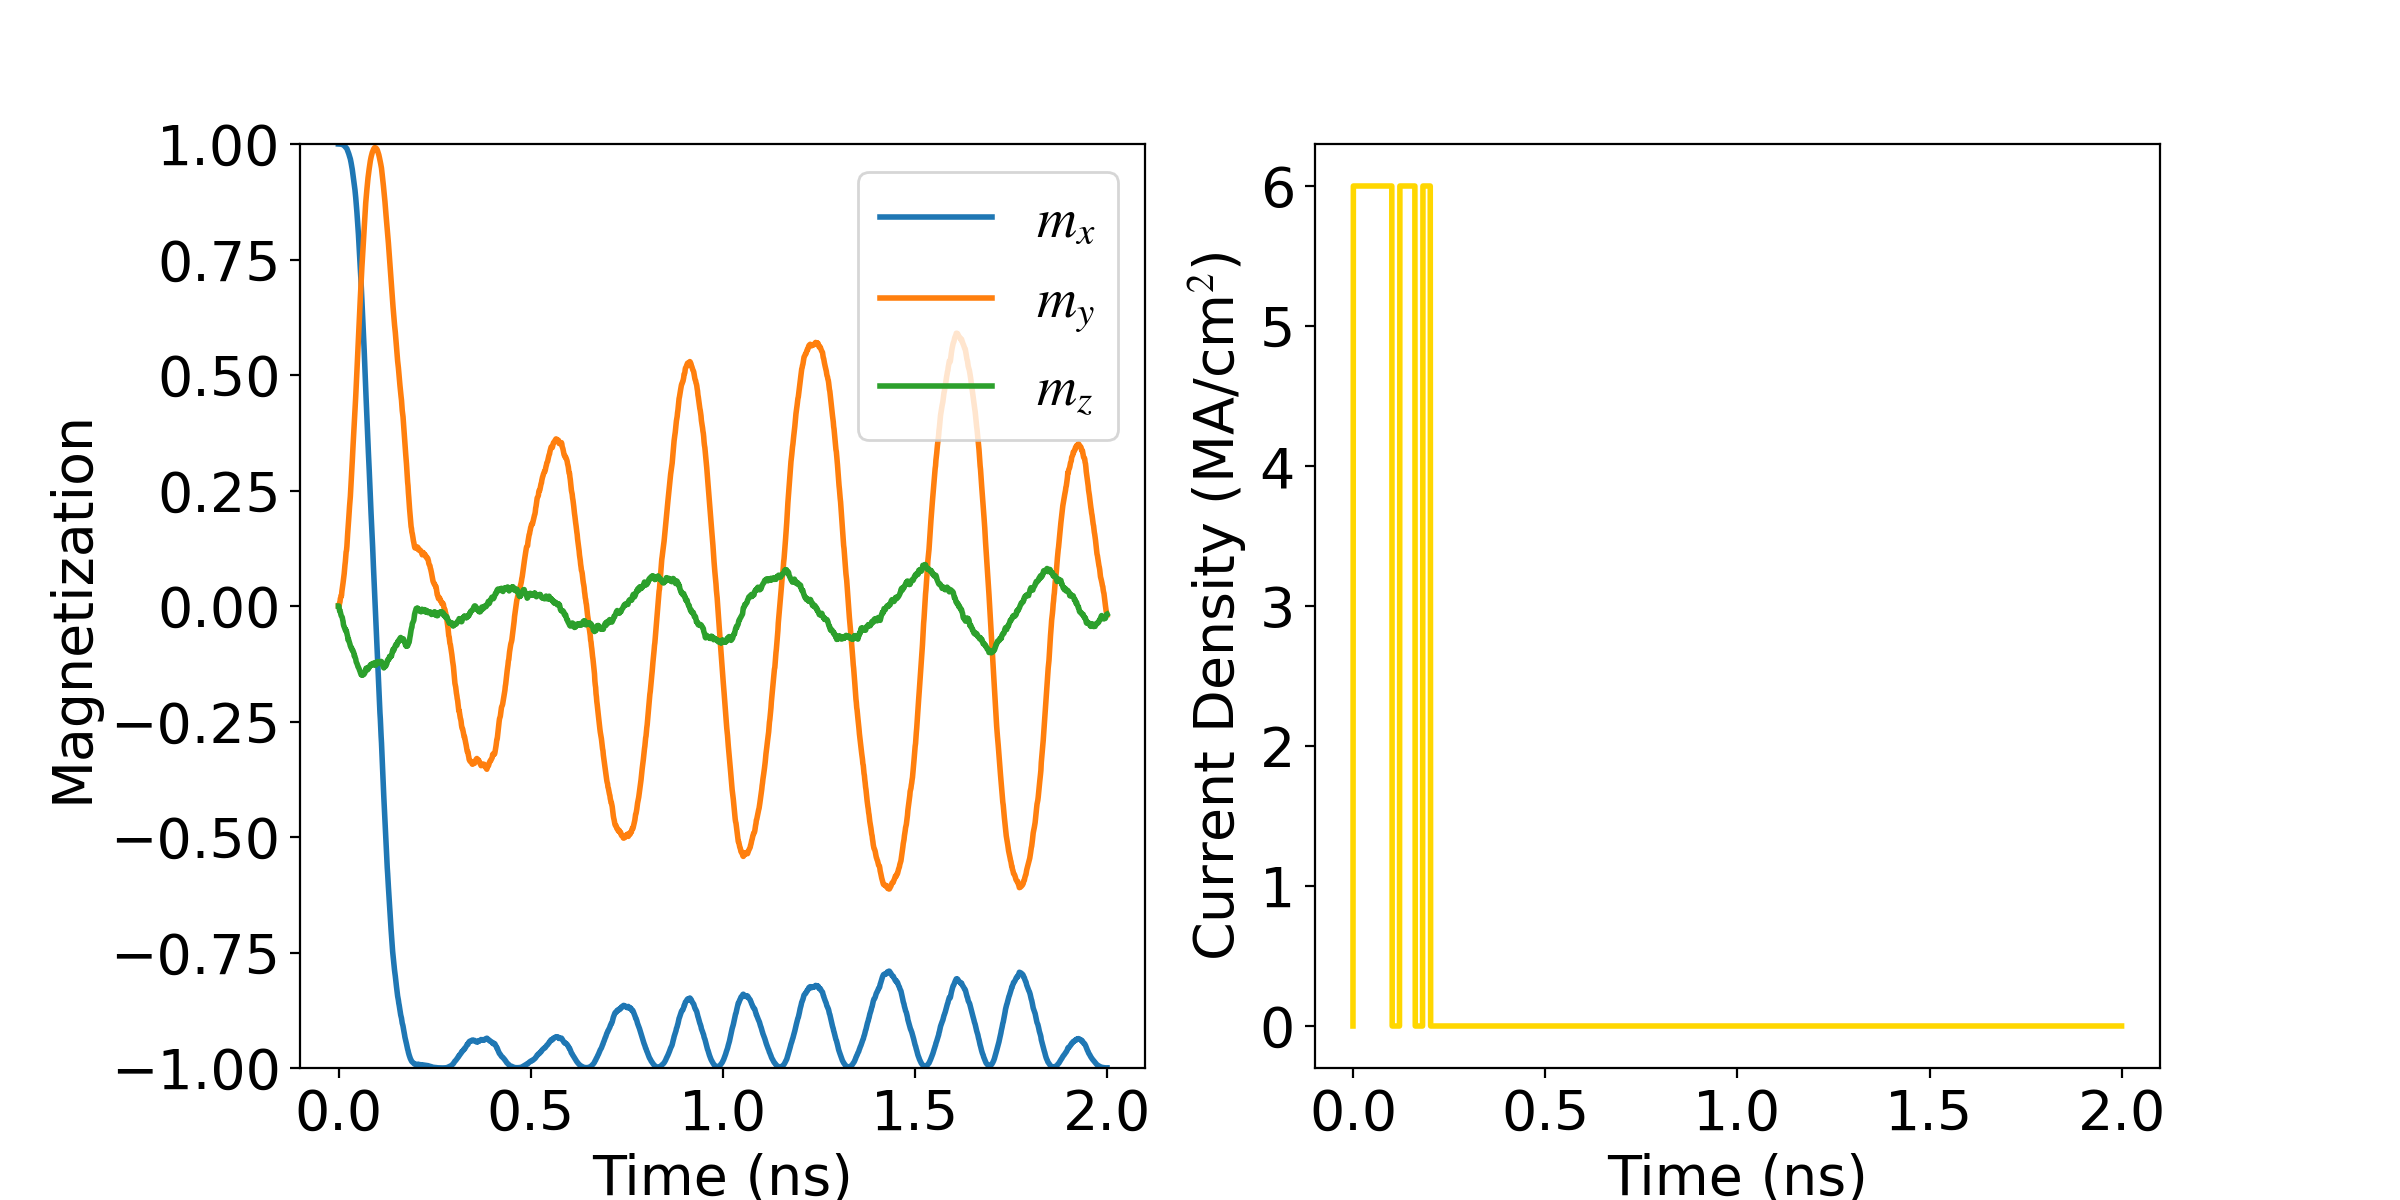 Magnetization
1.00
0.75
0.50
0.25
0.00
−0.25
−0.50
−0.75
−1.00
0.0 0.5 1.0 1.5 2.0
Time (ns)
m_x
m_y
m_z
Current Density (MA/cm²)
6
5
4
3
2
1
0
0.0 0.5 1.0 1.5 2.0
Time (ns)